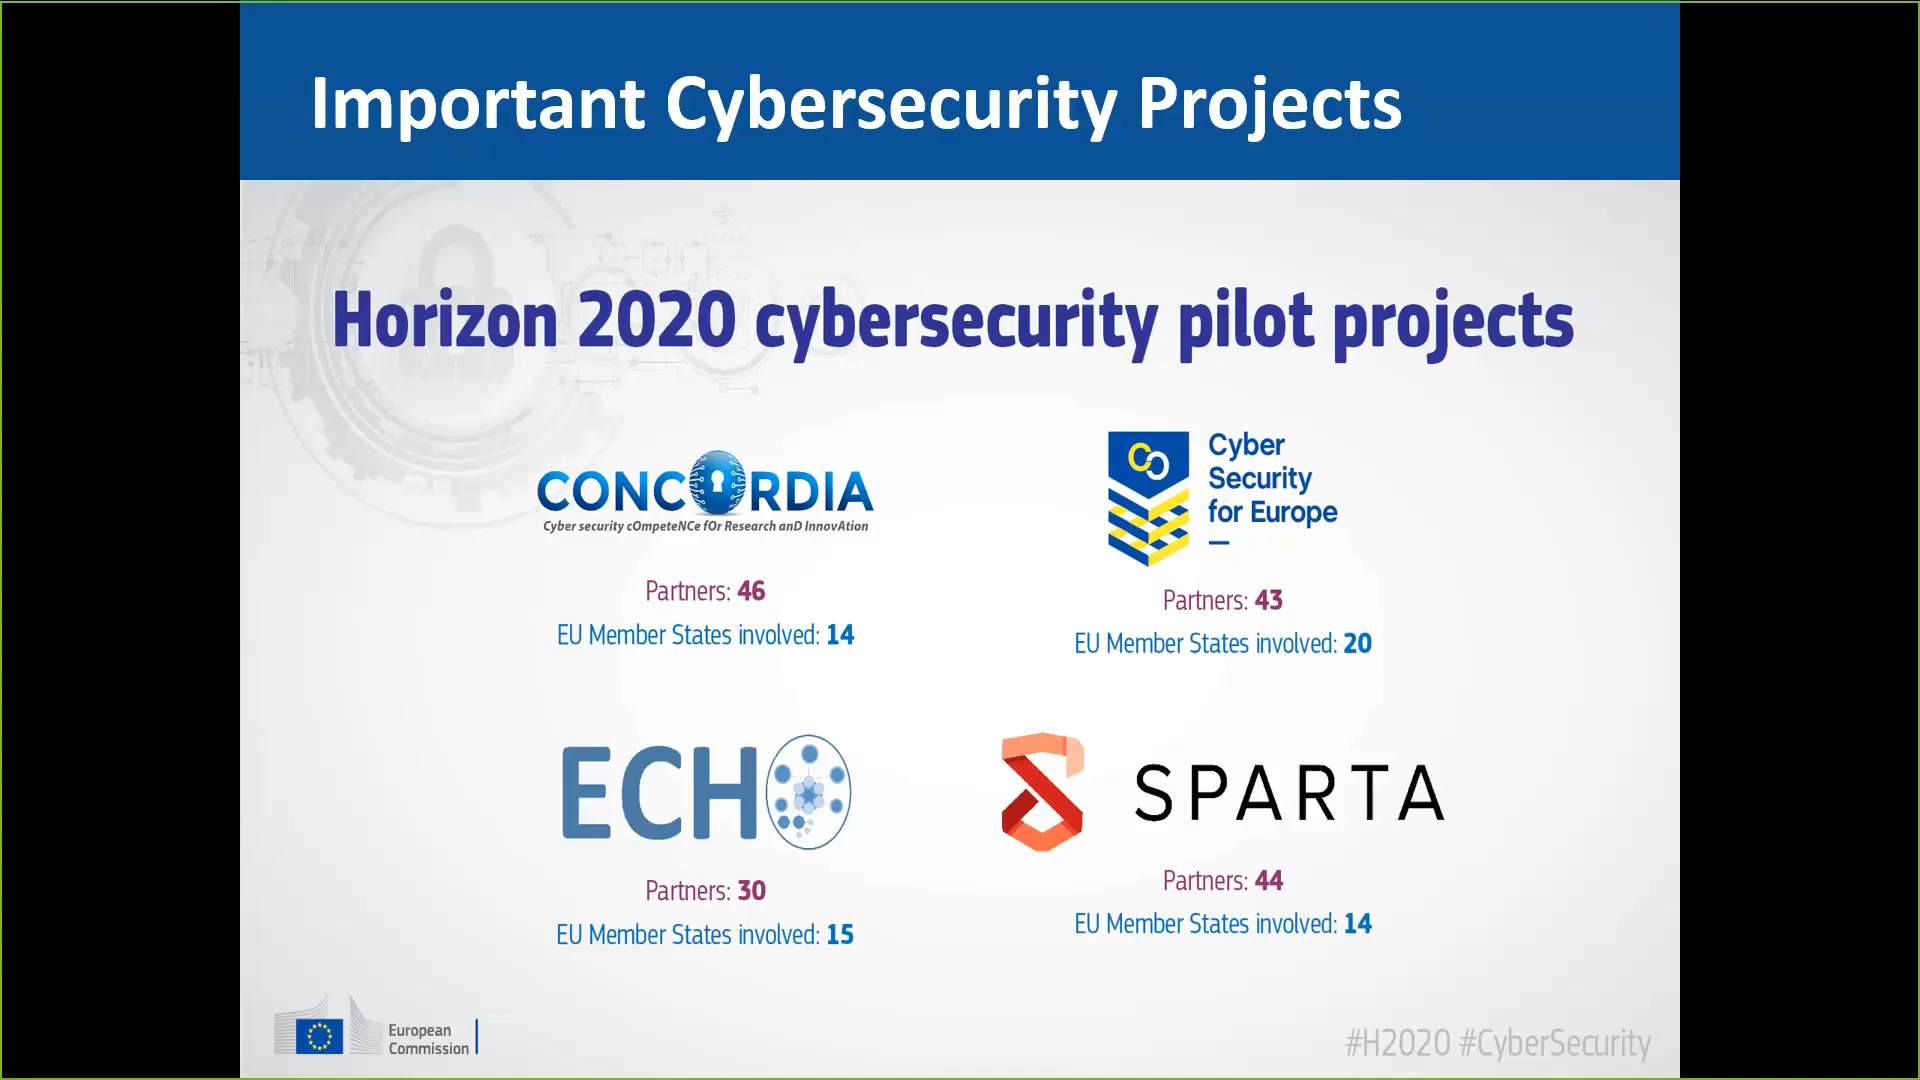 Important Cybersecurity Projects
Horizon 2020 cybersecurity pilot projects
CONCORDIA
Cyber security cOmpeteNCe fOr Research anD InnovAtion
Partners: 46
EU Member States involved: 14
Cyber
Security
for Europe
Partners: 43
EU Member States involved: 20
ECHO
Partners: 30
EU Member States involved: 15
SPARTA
Partners: 44
EU Member States involved: 14
European
Commission
#H2020 #CyberSecurity